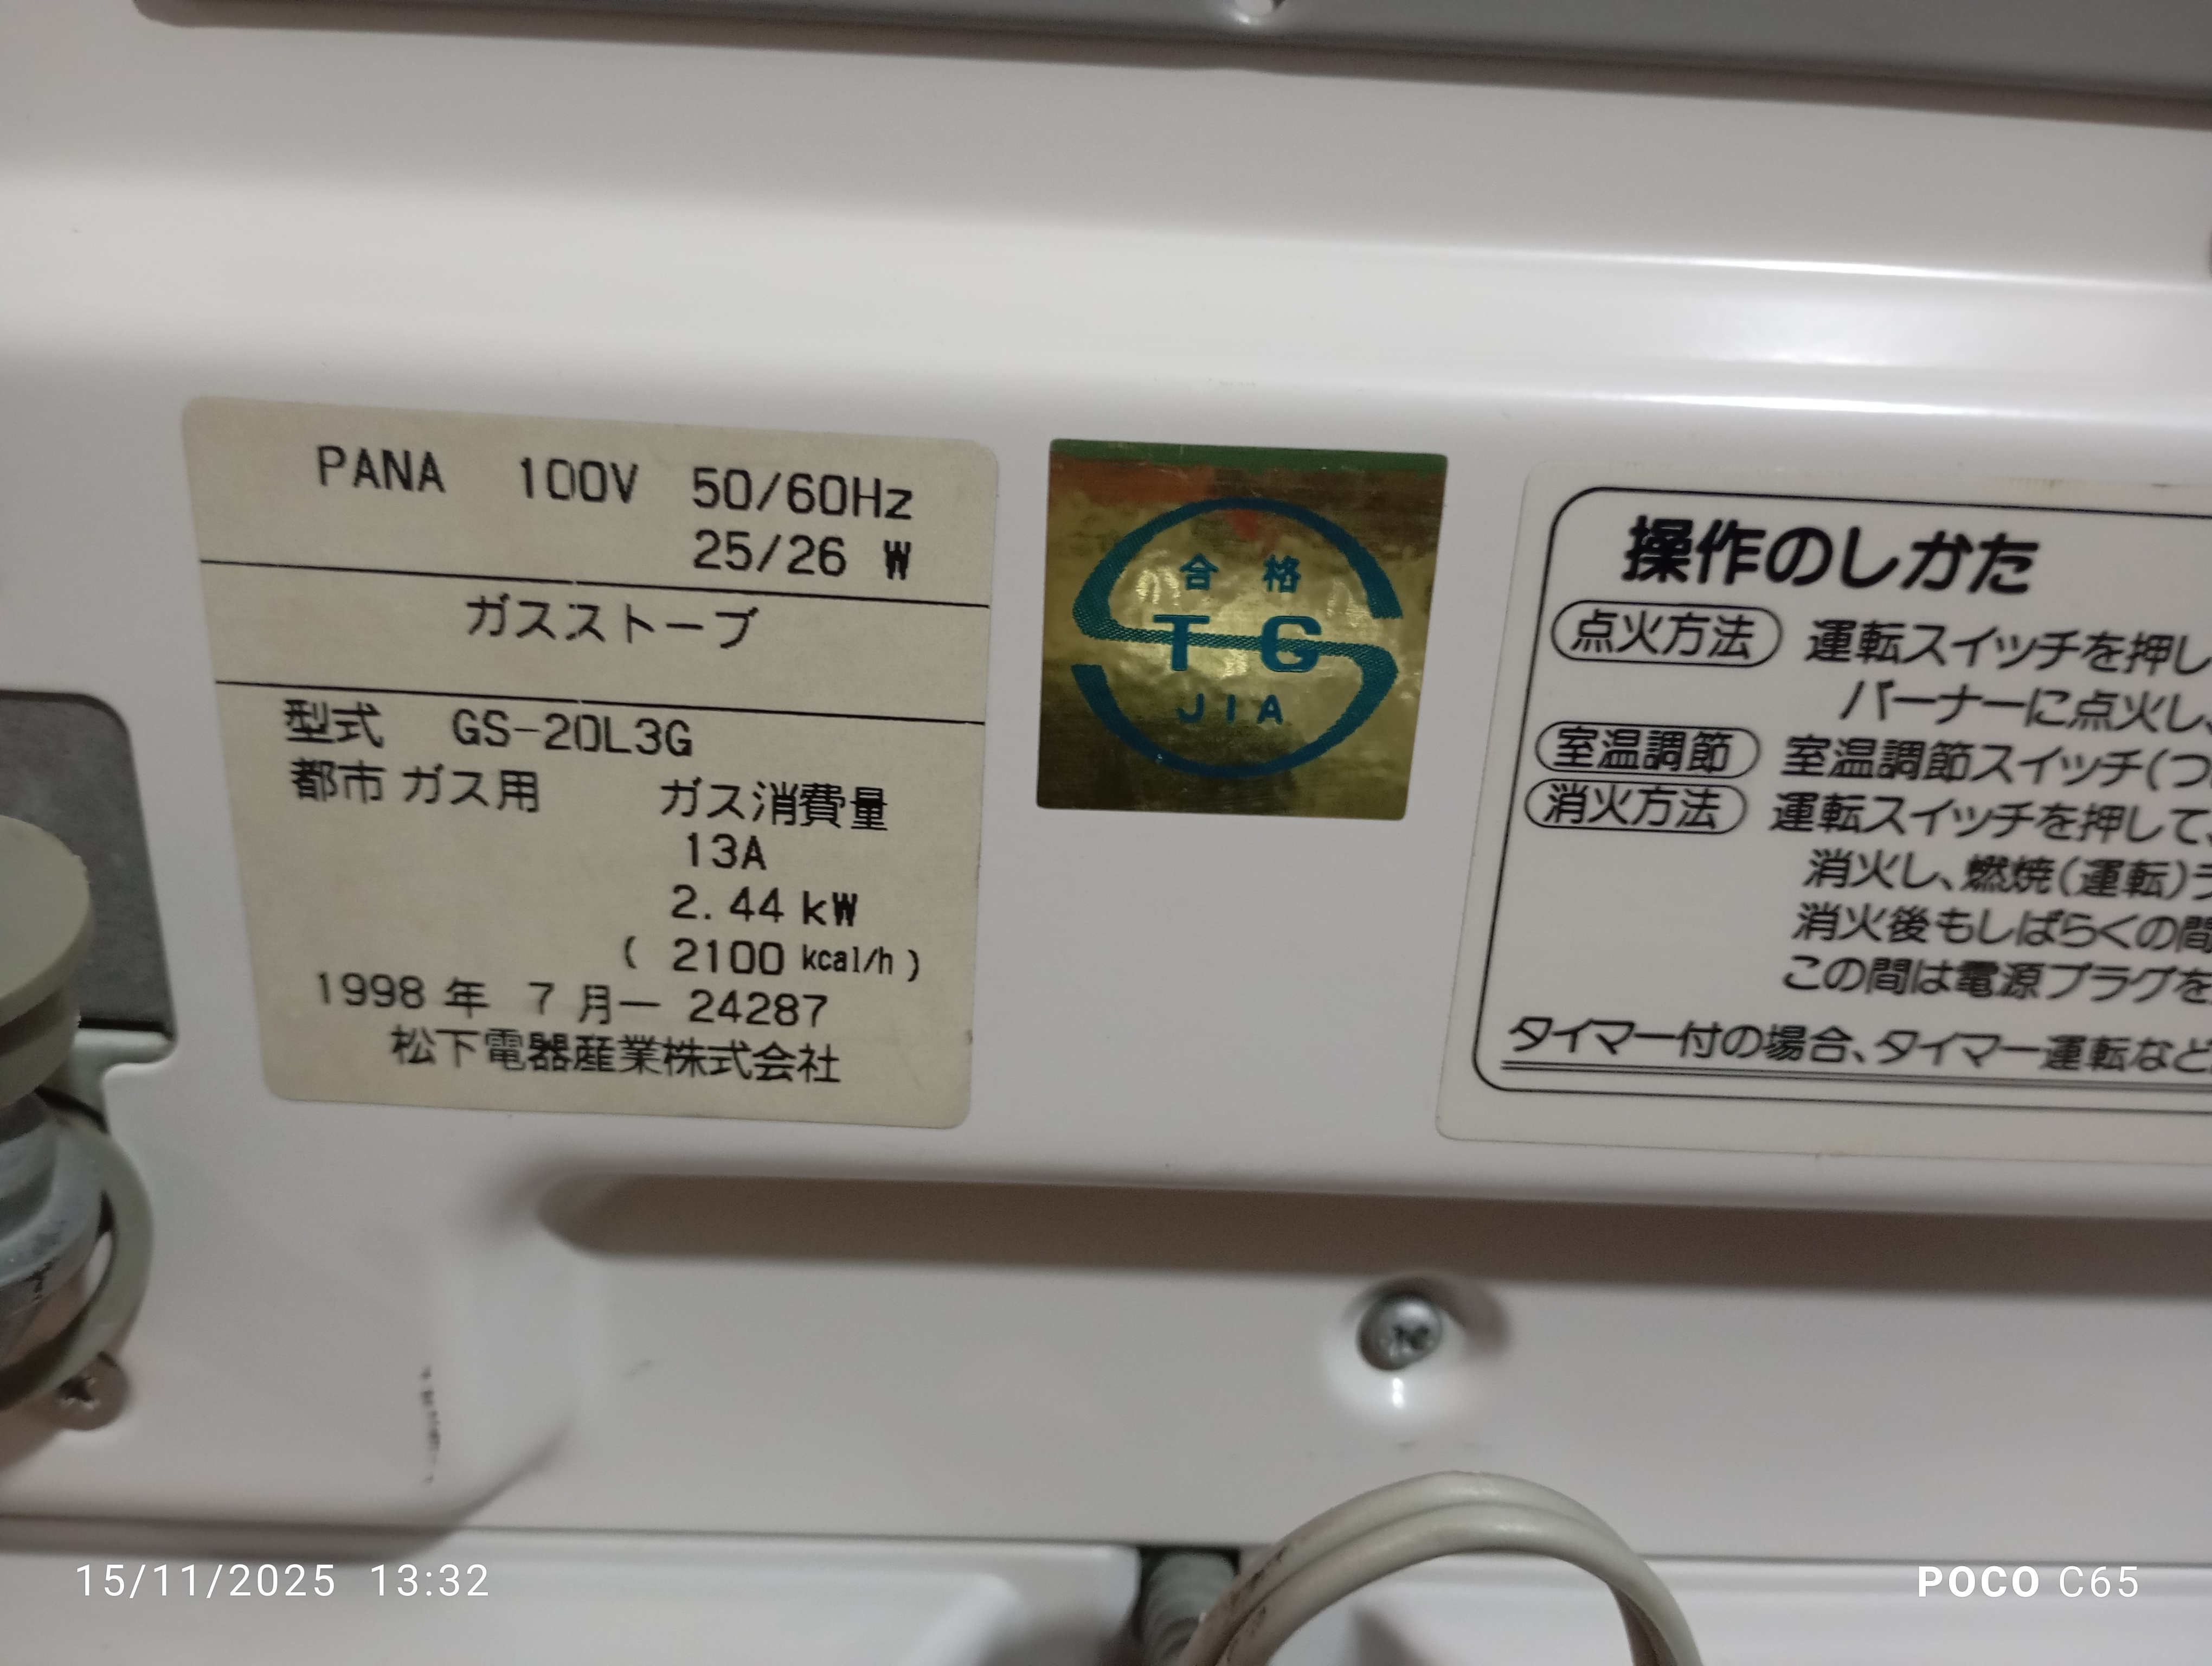 PANA 100V 50/60Hz
25/26 W
ガスストーブ
型式 GS-20L3G
都市ガス用 ガス消費量
13A
2.44 kW
( 2100 kcal/h )
1998 年 7 月― 24287
松下電器産業株式会社
合 格
T G
JIA
操作のしかた
点火方法 運転スイッチを押し
バーナーに点火し、
室温調節 室温調節スイッチ(つ
消火方法 運転スイッチを押して、
消火し、燃焼(運転)ラ
消火後もしばらくの間
この間は電源プラグを
タイマー付の場合、タイマー運転など
15/11/2025 13:32
POCO C65